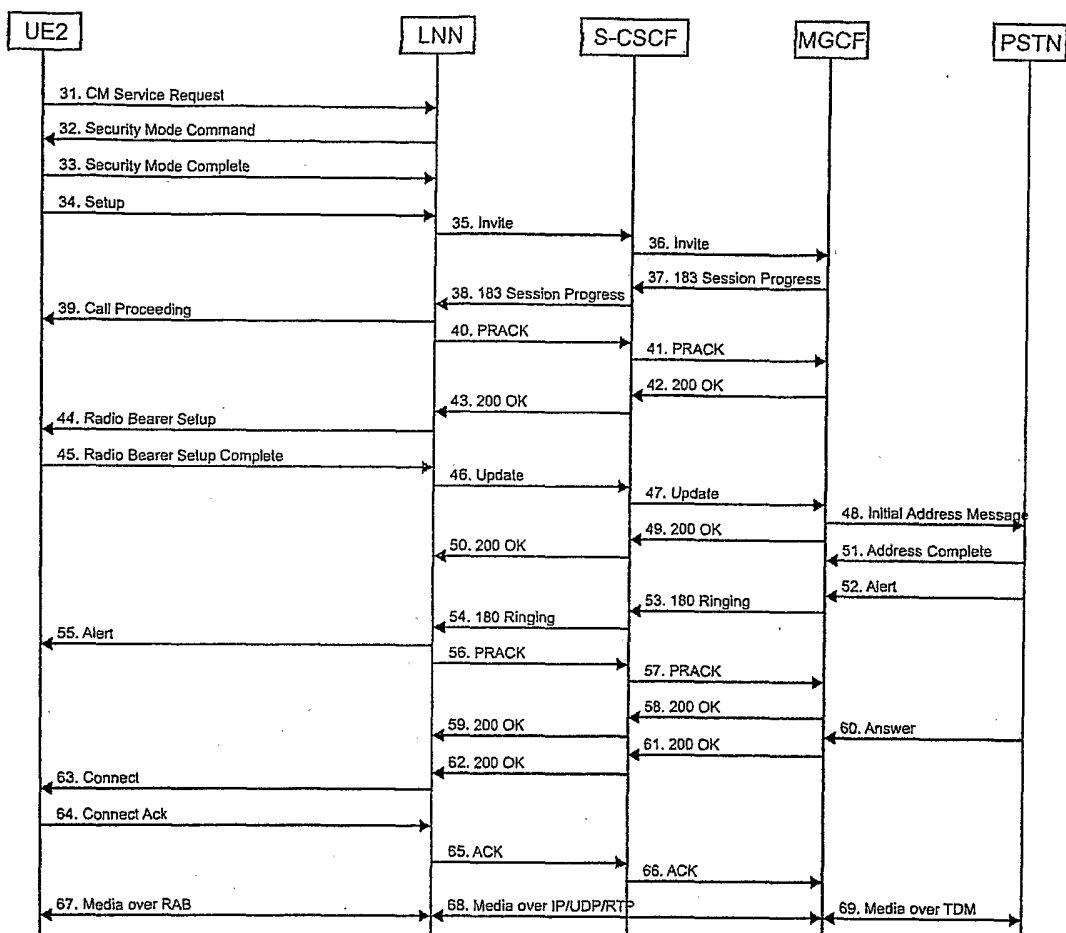 UE2
LNN
S-CSCF
MGCF
PSTN
31. CM Service Request
32. Security Mode Command
33. Security Mode Complete
34. Setup
35. Invite
36. Invite
37. 183 Session Progress
38. 183 Session Progress
39. Call Proceeding
40. PRACK
41. PRACK
42. 200 OK
43. 200 OK
44. Radio Bearer Setup
45. Radio Bearer Setup Complete
46. Update
47. Update
48. Initial Address Message
49. 200 OK
50. 200 OK
51. Address Complete
52. Alert
53. 180 Ringing
54. 180 Ringing
55. Alert
56. PRACK
57. PRACK
58. 200 OK
59. 200 OK
60. Answer
61. 200 OK
62. 200 OK
63. Connect
64. Connect Ack
65. ACK
66. ACK
67. Media over RAB
68. Media over IP/UDP/RTP
69. Media over TDM